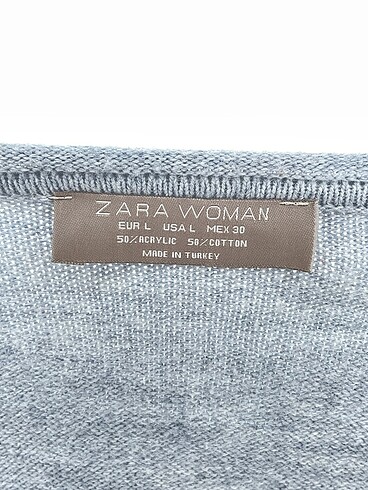 ZARA WOMAN
EUR L USA L MEX 30
50%ACRYLIC 50%COTTON
MADE IN TURKEY